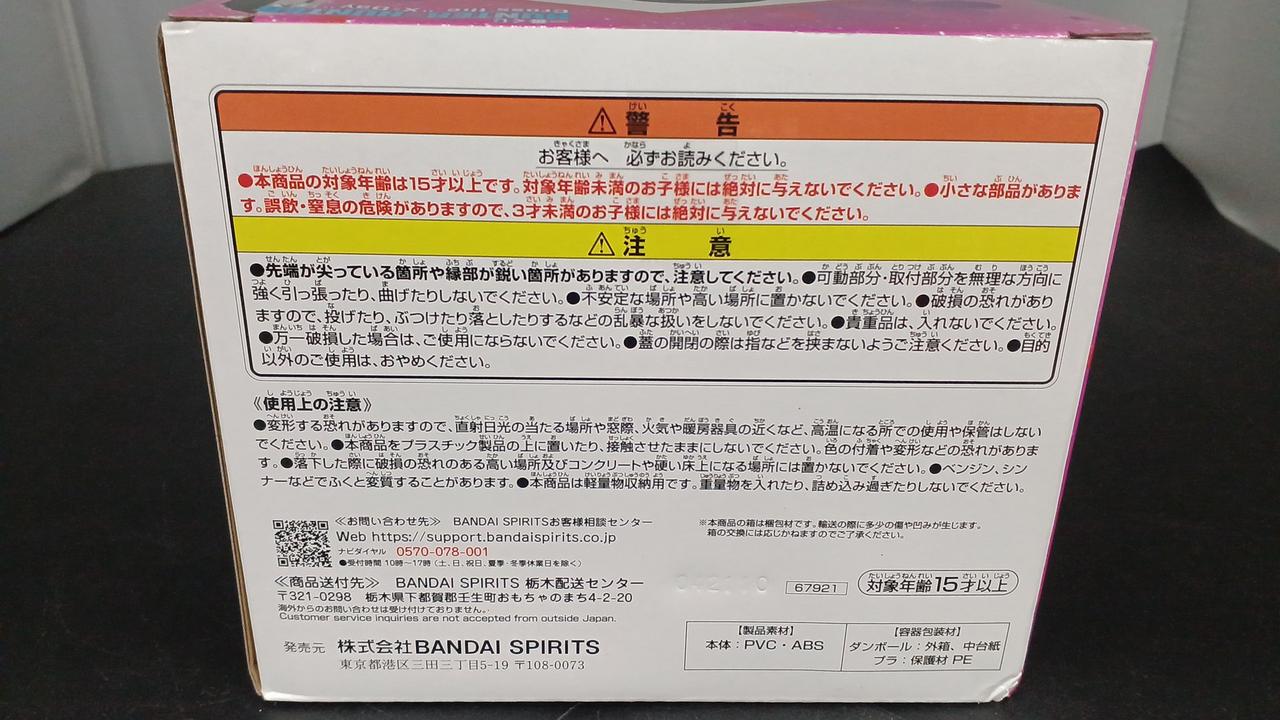 一番くじ
HUNTER×HUNTER
警告
お客様へ 必ずお読みください。
●本商品の対象年齢は15才以上です。対象年齢未満のお子様には絶対に与えないでください。●小さな部品がありま
す。誤飲・窒息の危険がありますので、3才未満のお子様には絶対に与えないでください。
注意
●先端が尖っている箇所や縁部が鋭い箇所がありますので、注意してください。●可動部分・取付部分を無理な方向に
強く引っ張ったり、曲げたりしないでください。●不安定な場所や高い場所に置かないでください。●破損の恐れがあり
ますので、投げたり、ぶつけたり落としたりするなどの乱暴な扱いをしないでください。●貴重品は、入れないでください。
●万一破損した場合は、ご使用にならないでください。●蓋の開閉の際は指などを挟まないようご注意ください。●目的
以外のご使用は、おやめください。
《使用上の注意》
●変形する恐れがありますので、直射日光の当たる場所や窓際、火気や暖房器具の近くなど、高温になる所での使用や保管はしない
でください。●本商品をプラスチック製品の上に置いたり、接触させたままにしないでください。色の付着や変形などの恐れがありま
す。●落下した際に破損の恐れのある高い場所及びコンクリートや硬い床上になる場所には置かないでください。●ベンジン、シン
ナーなどでふくと変質することがあります。●本商品は軽量物収納用です。重量物を入れたり、詰め込み過ぎたりしないでください。
≪お問い合わせ先≫ BANDAI SPIRITSお客様相談センター
Web https://support.bandaispirits.co.jp
ナビダイヤル 0570-078-001
●受付時間 10時〜17時(土、日、祝日、夏季・冬季休業日を除く)
≪商品送付先≫ BANDAI SPIRITS 栃木配送センター
〒321-0298 栃木県下都賀郡壬生町おもちゃのまち4-2-20
海外からのお問い合わせは受け付けておりません。
Customer service inquiries are not accepted from outside Japan.
発売元 株式会社BANDAI SPIRITS
東京都港区三田三丁目5-19 〒108-0073
※本商品の箱は梱包材です。輸送の際に多少の傷や凹みが生じます。
箱の交換には応じかねますのでご了承ください。
67921
対象年齢15才以上
【製品素材】
本体：PVC・ABS
【容器包装材】
ダンボール：外箱、中台紙
プラ：保護材 PE